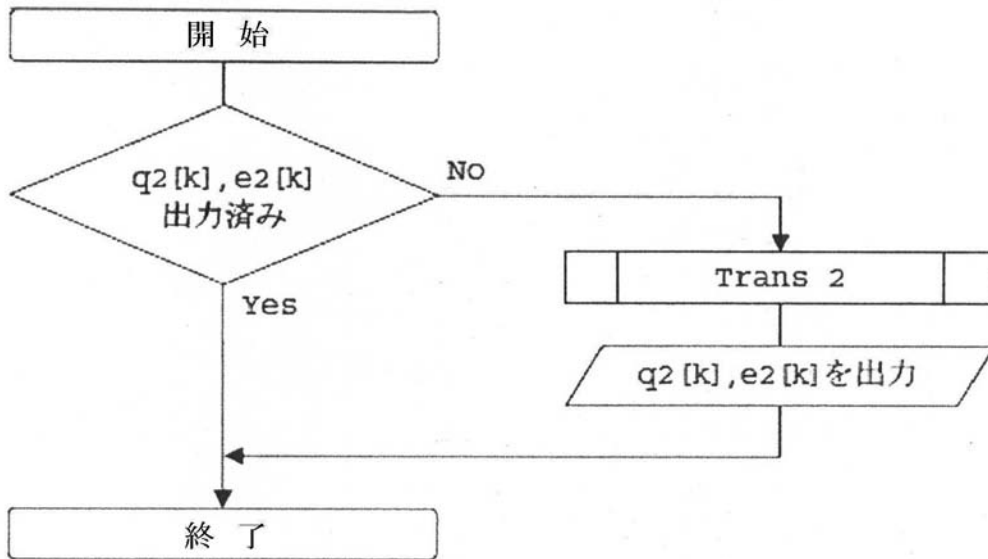 開 始
q2[k],e2[k]
出力済み
No
Yes
Trans 2
q2[k],e2[k]を出力
終 了